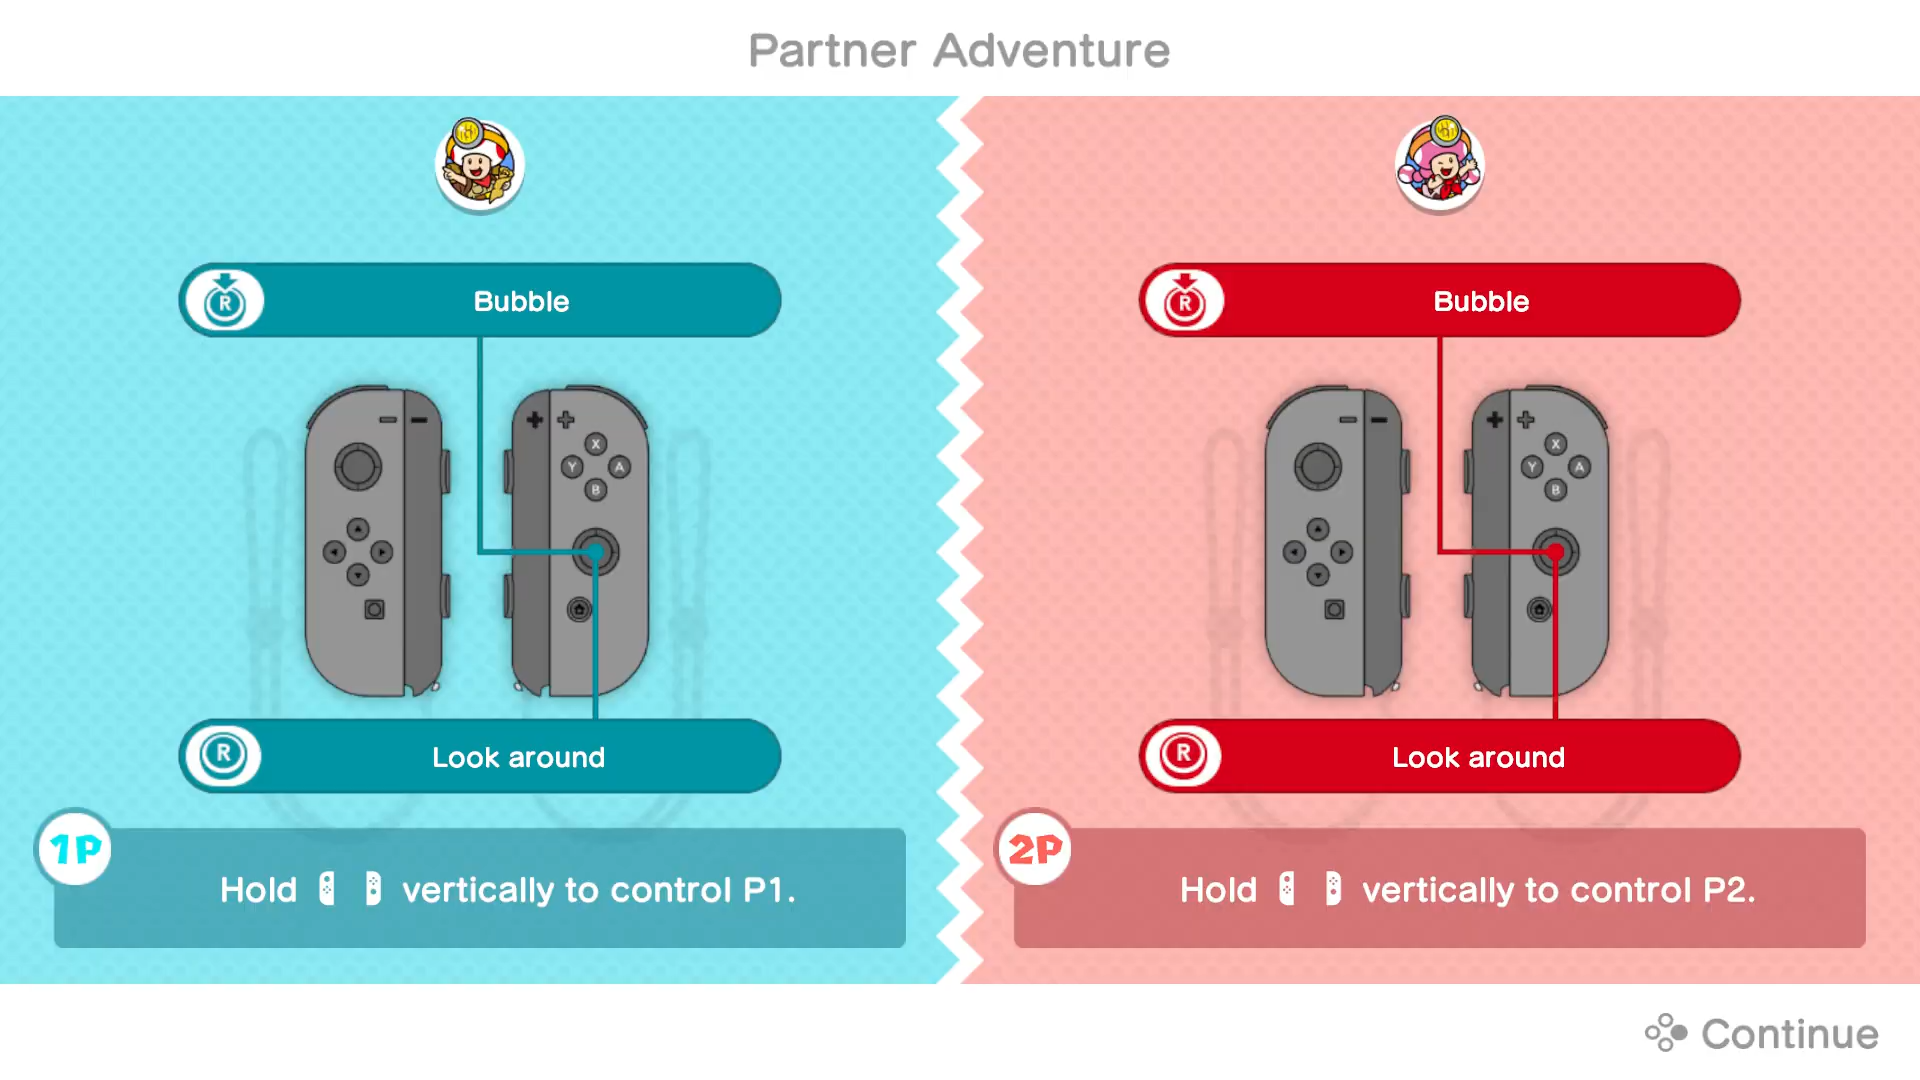 Partner Adventure
R Bubble
X
Y A
B
R Look around
1P
Hold vertically to control P1.
R Bubble
X
Y A
B
R Look around
2P
Hold vertically to control P2.
Continue